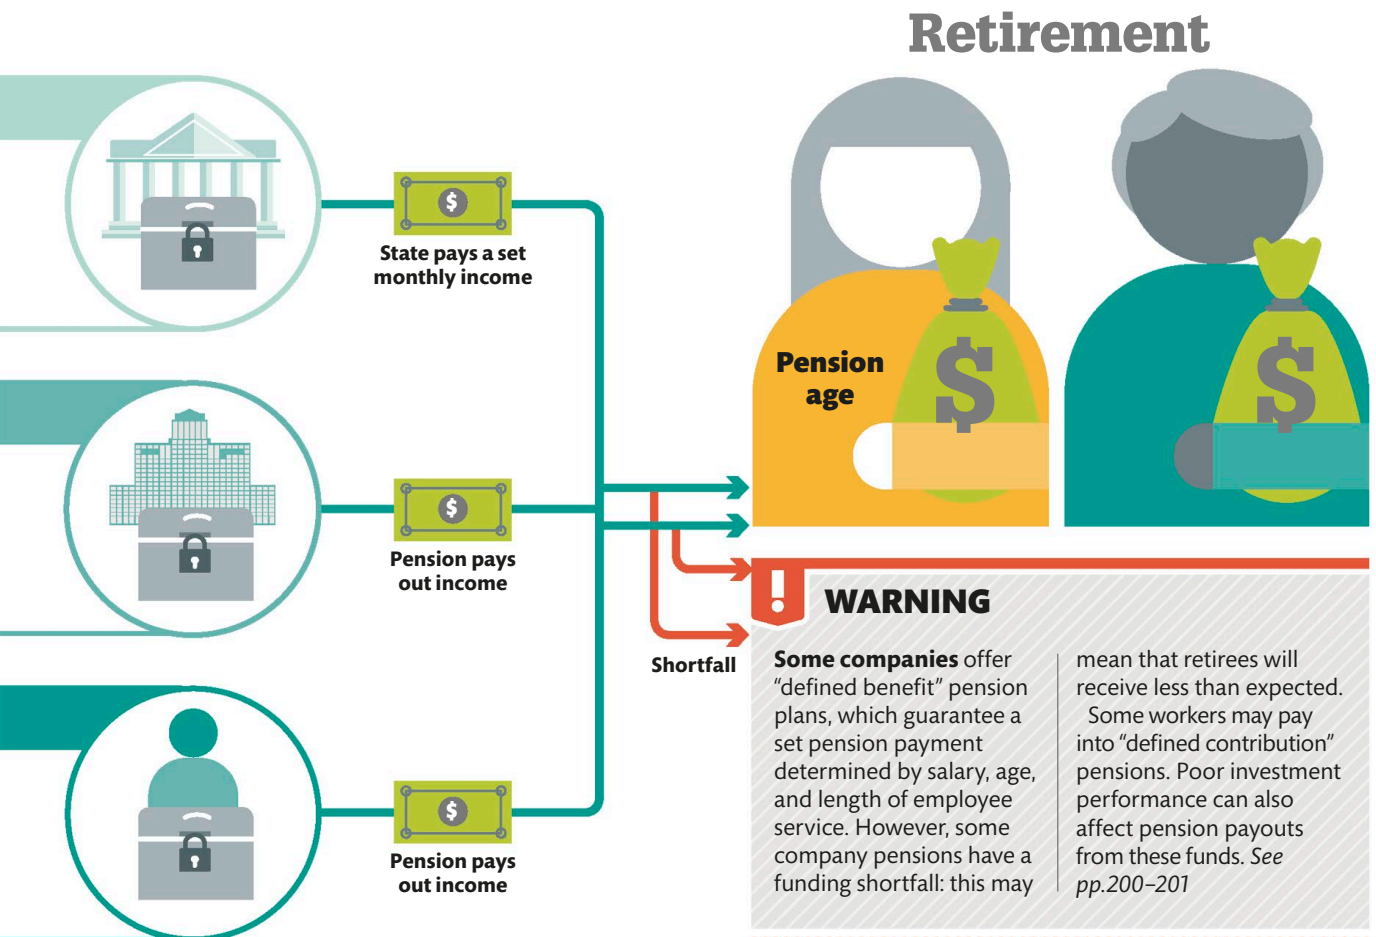 Retirement
$
State pays a set
monthly income
$
Pension pays
out income
$
Pension pays
out income
Pension
age
$
$
Shortfall
!
WARNING
Some companies offer
“defined benefit” pension
plans, which guarantee a
set pension payment
determined by salary, age,
and length of employee
service. However, some
company pensions have a
funding shortfall: this may
mean that retirees will
receive less than expected.
Some workers may pay
into “defined contribution”
pensions. Poor investment
performance can also
affect pension payouts
from these funds. See
pp.200–201